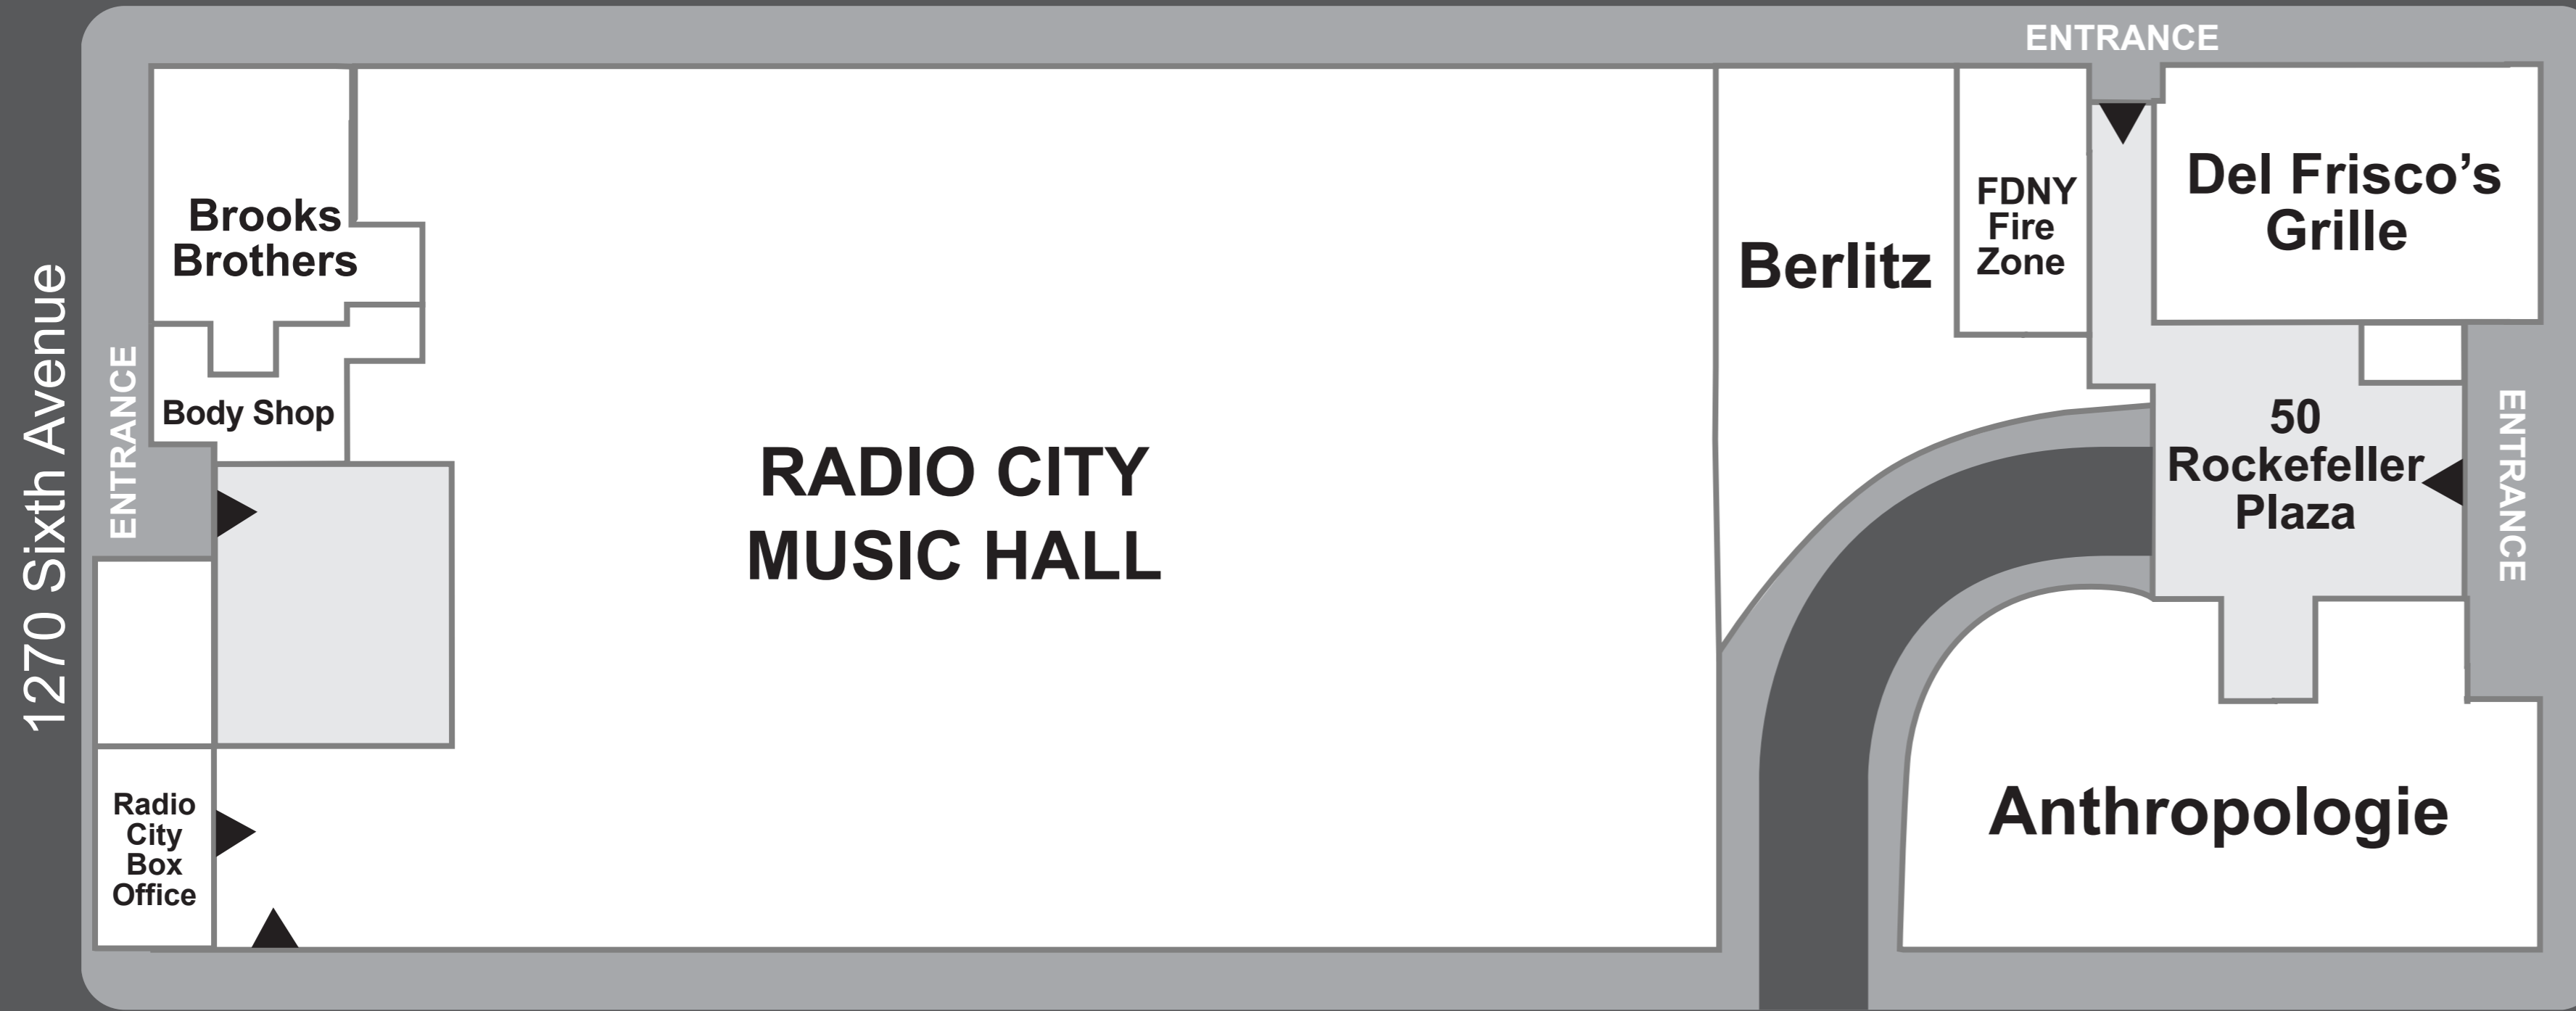 1270 Sixth Avenue
ENTRANCE
Brooks
Brothers
Body Shop
Radio
City
Box
Office
RADIO CITY
MUSIC HALL
Berlitz
FDNY
Fire
Zone
ENTRANCE
Del Frisco’s
Grille
50
Rockefeller
Plaza
ENTRANCE
Anthropologie